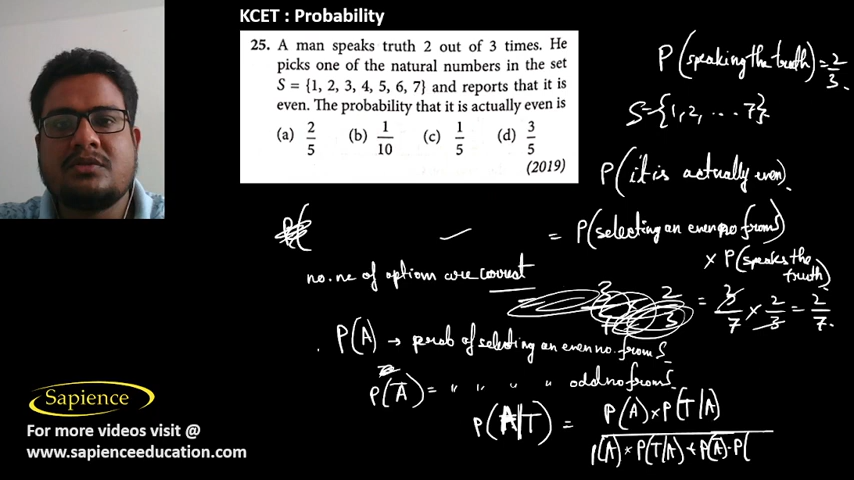 KCET : Probability
25. A man speaks truth 2 out of 3 times. He
picks one of the natural numbers in the set
S = {1, 2, 3, 4, 5, 6, 7} and reports that it is
even. The probability that it is actually even is
(a) 2/5 (b) 1/10 (c) 1/5 (d) 3/5
(2019)
P(speaking the truth) = 2/3.
S = {1, 2, ... 7}
P(it is actually even).
= P(selecting an even no from S)
× P(speaks the truth)
= 3/7 × 2/3 = 2/7.
no. ne of options are correct
P(A) → prob of selecting an even no. from S
P(A̅) = " " " " odd no from S
P(A|T) = P(A) × P(T|A)
P(A) × P(T|A) + P(A̅) · P(
Sapience
For more videos visit @
www.sapienceeducation.com